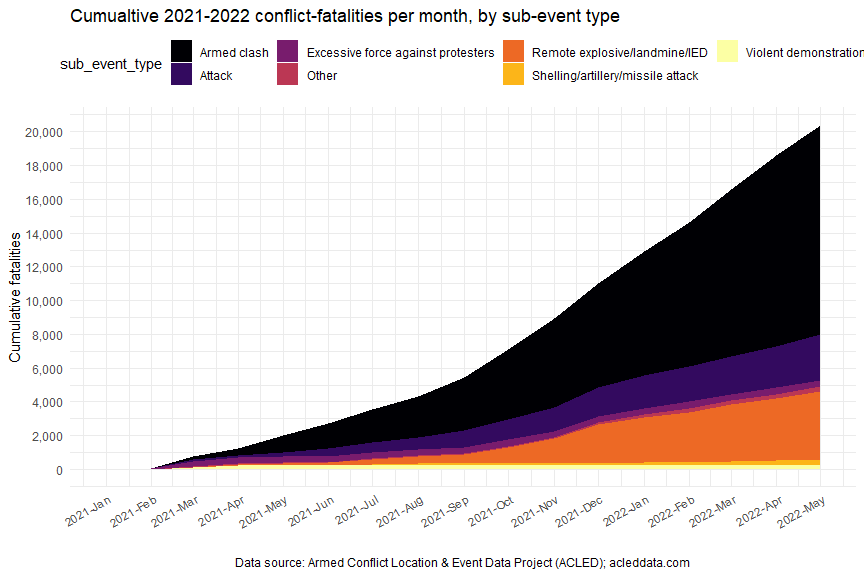 Cumualtive 2021-2022 conflict-fatalities per month, by sub-event type
sub_event_type
Armed clash
Excessive force against protesters
Remote explosive/landmine/IED
Violent demonstration
Attack
Other
Shelling/artillery/missile attack
Cumulative fatalities
20,000
18,000
16,000
14,000
12,000
10,000
8,000
6,000
4,000
2,000
0
2021-Jan
2021-Feb
2021-Mar
2021-Apr
2021-May
2021-Jun
2021-Jul
2021-Aug
2021-Sep
2021-Oct
2021-Nov
2021-Dec
2022-Jan
2022-Feb
2022-Mar
2022-Apr
2022-May
Data source: Armed Conflict Location & Event Data Project (ACLED); acleddata.com